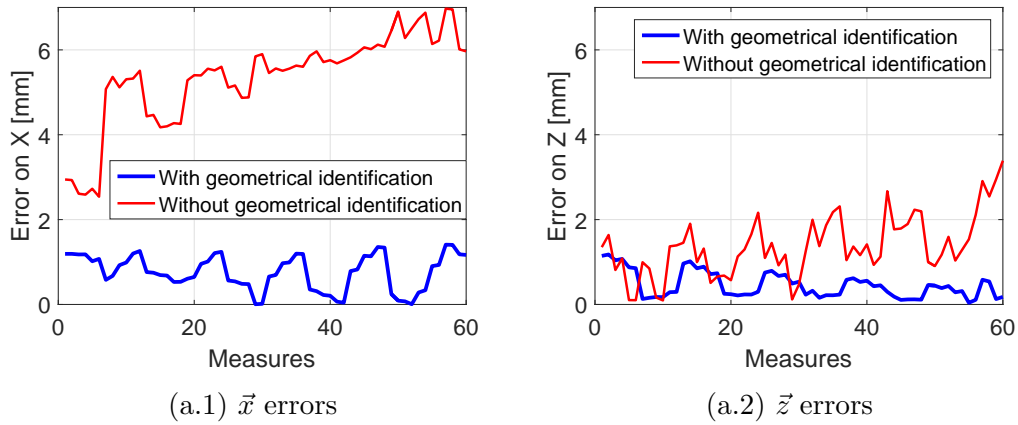 Error on X [mm]
6
4
2
0
With geometrical identification
Without geometrical identification
0 20 40 60
Measures
(a.1) x⃗ errors
Error on Z [mm]
6
4
2
0
With geometrical identification
Without geometrical identification
0 20 40 60
Measures
(a.2) z⃗ errors